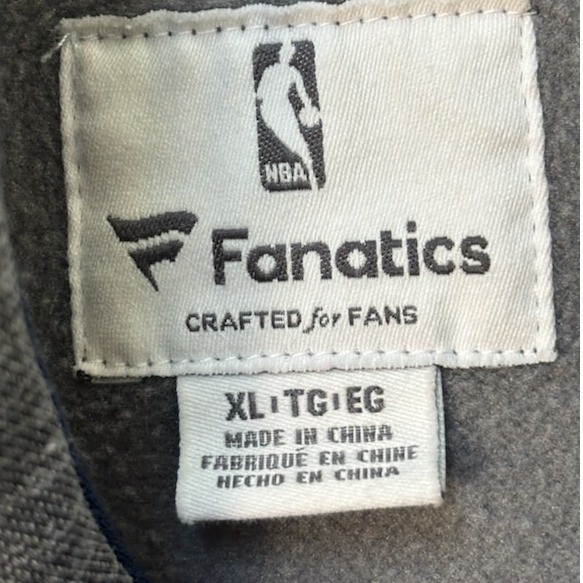 NBA
Fanatics
CRAFTED for FANS
XL ı TG ı EG
MADE IN CHINA
FABRIQUÉ EN CHINE
HECHO EN CHINA